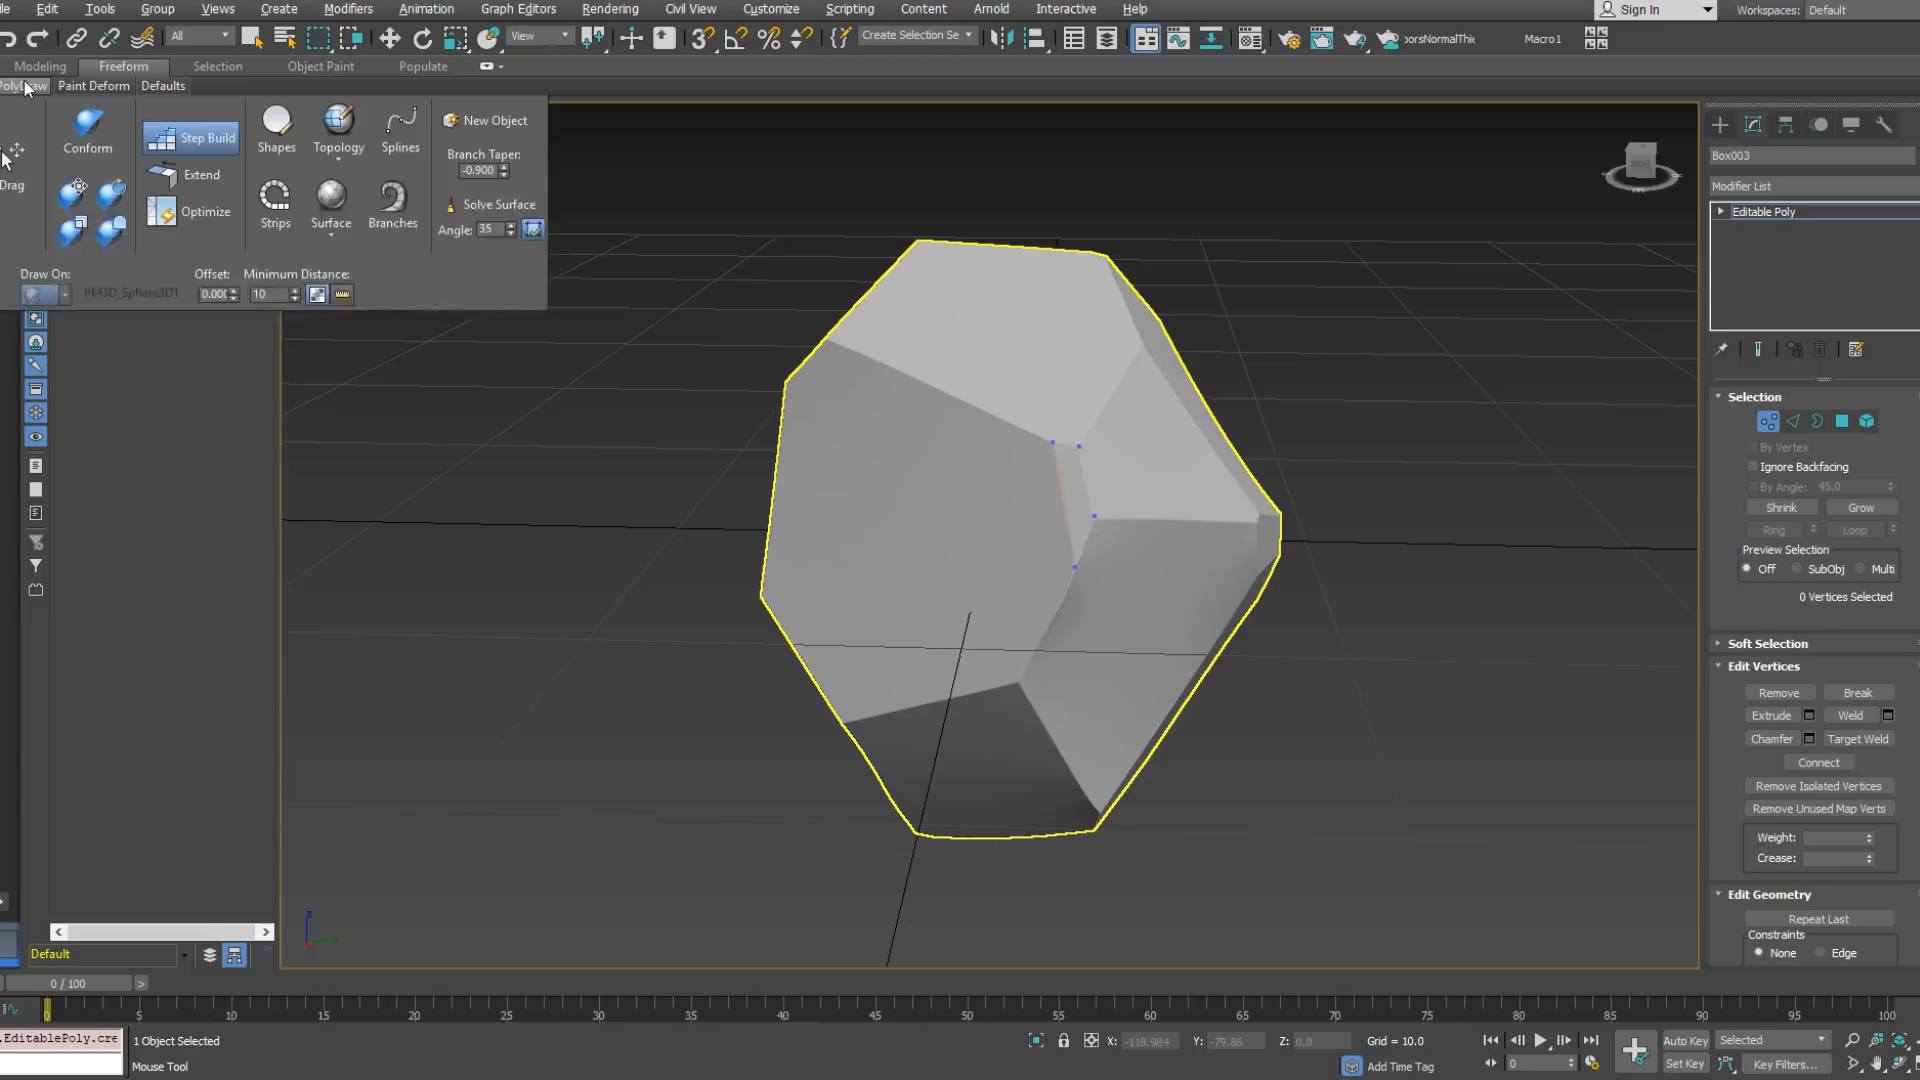 Edit Tools Group Views Create Modifiers Animation Graph Editors Rendering Civil View Customize Scripting Content Arnold Interactive Help Sign In Workspaces: Default
All View Create Selection Se Macro1
Modeling Freeform Selection Object Paint Populate
PolyDraw Paint Deform Defaults
Drag
Conform
Step Build
Extend
Optimize
Shapes Topology Splines
Strips Surface Branches
New Object
Branch Taper:
-0.900
Solve Surface
Angle: 35
Draw On: Offset: Minimum Distance:
PM3D_Sphere3D1 0.000 10
RIGHT
Box003
Modifier List
Editable Poly
Selection
By Vertex
Ignore Backfacing
By Angle: 45.0
Shrink Grow
Ring Loop
Preview Selection
Off SubObj Multi
0 Vertices Selected
Soft Selection
Edit Vertices
Remove Break
Extrude Weld
Chamfer Target Weld
Connect
Remove Isolated Vertices
Remove Unused Map Verts
Weight:
Crease:
Edit Geometry
Repeat Last
Constraints
None Edge
Default
0 / 100
0 5 10 15 20 25 30 35 40 45 50 55 60 65 70 75 80 85 90 95 100
.EditablePoly.cre
1 Object Selected
Mouse Tool
X: -118.984 Y: -79.86 Z: 0.0 Grid = 10.0
Add Time Tag
0
Auto Key Selected
Set Key Key Filters...